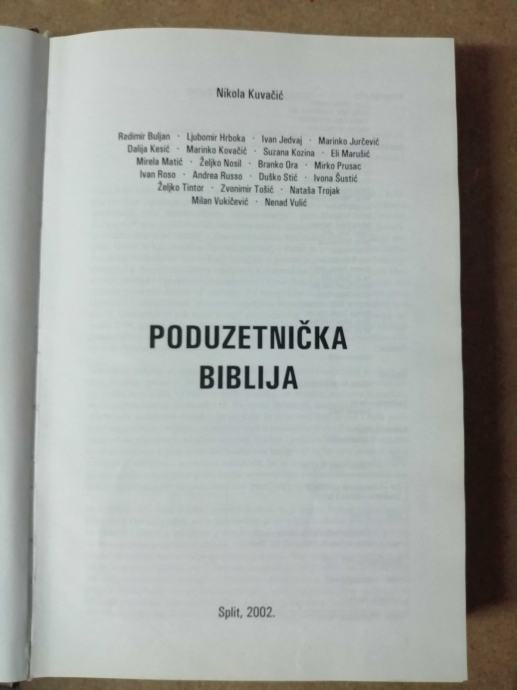 Nikola Kuvačić
Radimir Buljan · Ljubomir Hrboka · Ivan Jedvaj · Marinko Jurčević
Dalija Kesić · Marinko Kovačić · Suzana Kozina · Eli Marušić
Mirela Matić · Željko Nosil · Branko Ora · Mirko Prusac
Ivan Roso · Andrea Russo · Duško Stić · Ivona Šustić
Željko Tintor · Zvonimir Tošić · Nataša Trojak
Milan Vukičević · Nenad Vulić
PODUZETNIČKA
BIBLIJA
Split, 2002.